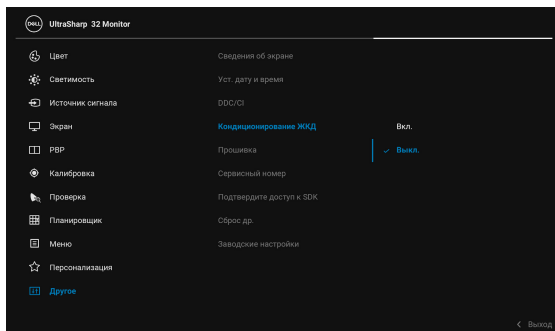 DELL UltraSharp 32 Monitor
Цвет Сведения об экране
Светимость Уст. дату и время
Источник сигнала DDC/CI
Экран Кондиционирование ЖКД Вкл.
PBP Прошивка Выкл.
Калибровка Сервисный номер
Проверка Подтвердите доступ к SDK
Планировщик Сброс др.
Меню Заводские настройки
Персонализация
Другое
Выход